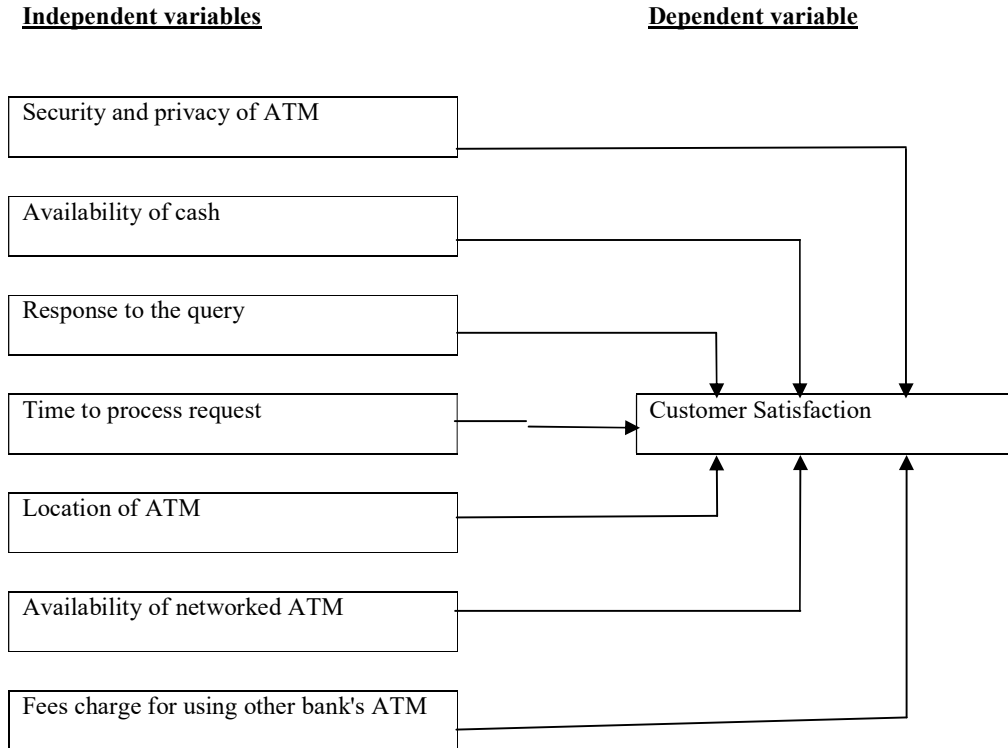 Independent variables
Dependent variable
Security and privacy of ATM
Availability of cash
Response to the query
Time to process request
Customer Satisfaction
Location of ATM
Availability of networked ATM
Fees charge for using other bank's ATM